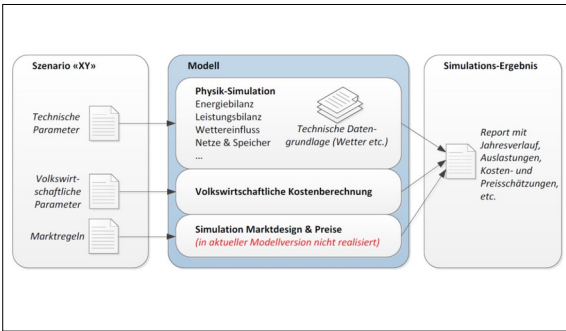 Szenario «XY»
Technische
Parameter
Volkswirt-
schaftliche
Parameter
Marktregeln
Modell
Physik-Simulation
Energiebilanz
Leistungsbilanz
Wettereinfluss
Netze & Speicher
...
Technische Daten-
grundlage (Wetter etc.)
Volkswirtschaftliche Kostenberechnung
Simulation Marktdesign & Preise
(in aktueller Modellversion nicht realisiert)
Simulations-Ergebnis
Report mit
Jahresverlauf,
Auslastungen,
Kosten- und
Preisschätzungen,
etc.